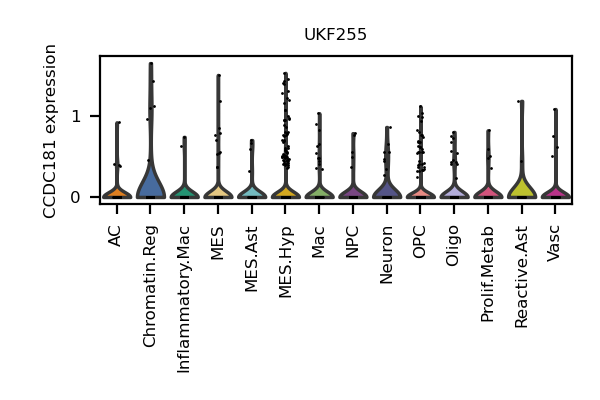 UKF255
CCDC181 expression
1
0
AC
Chromatin.Reg
Inflammatory.Mac
MES
MES.Ast
MES.Hyp
Mac
NPC
Neuron
OPC
Oligo
Prolif.Metab
Reactive.Ast
Vasc